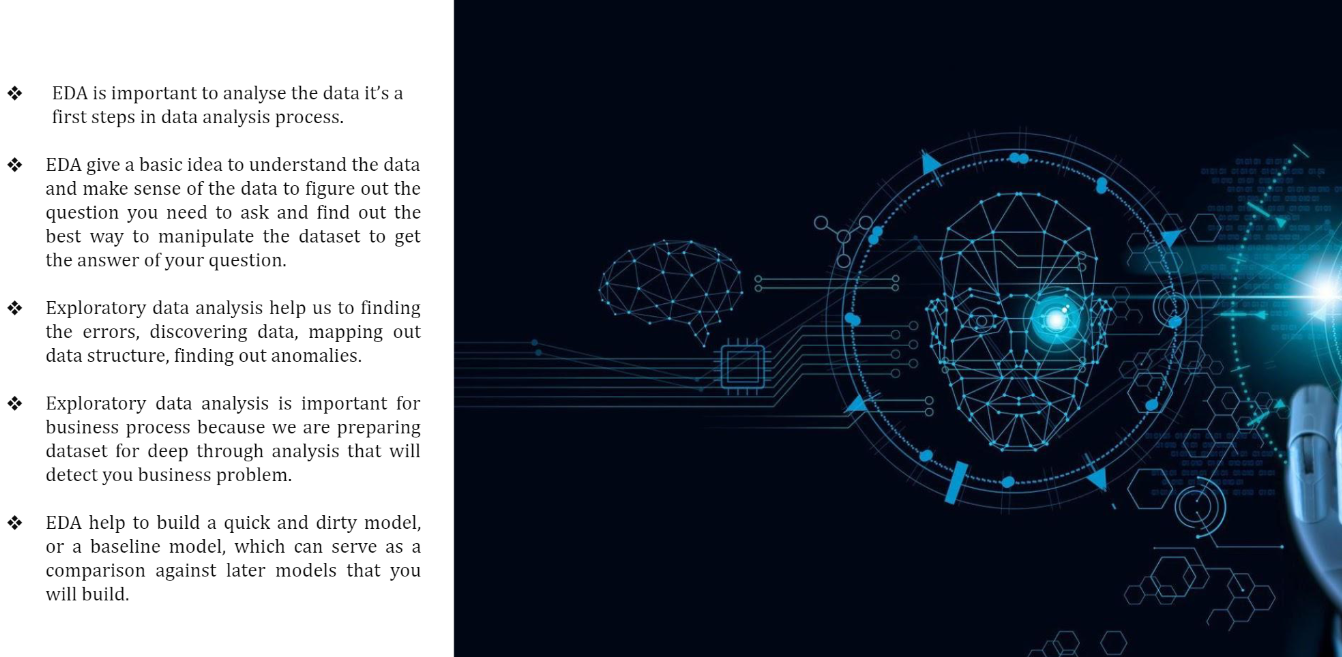 ❖ EDA is important to analyse the data it’s a
first steps in data analysis process.
❖ EDA give a basic idea to understand the data
and make sense of the data to figure out the
question you need to ask and find out the
best way to manipulate the dataset to get
the answer of your question.
❖ Exploratory data analysis help us to finding
the errors, discovering data, mapping out
data structure, finding out anomalies.
❖ Exploratory data analysis is important for
business process because we are preparing
dataset for deep through analysis that will
detect you business problem.
❖ EDA help to build a quick and dirty model,
or a baseline model, which can serve as a
comparison against later models that you
will build.